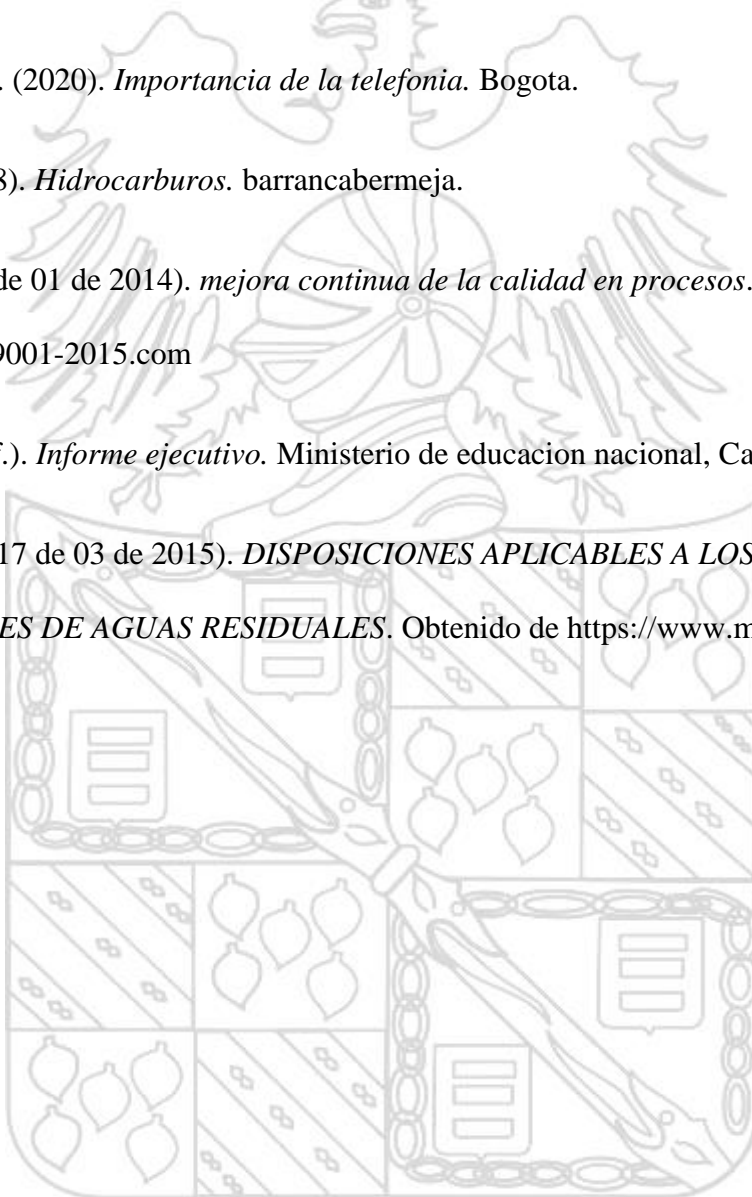 . (2020). Importancia de la telefonia. Bogota.
8). Hidrocarburos. barrancabermeja.
de 01 de 2014). mejora continua de la calidad en procesos.
9001-2015.com
f.). Informe ejecutivo. Ministerio de educacion nacional, Ca
17 de 03 de 2015). DISPOSICIONES APLICABLES A LOS
ES DE AGUAS RESIDUALES. Obtenido de https://www.m